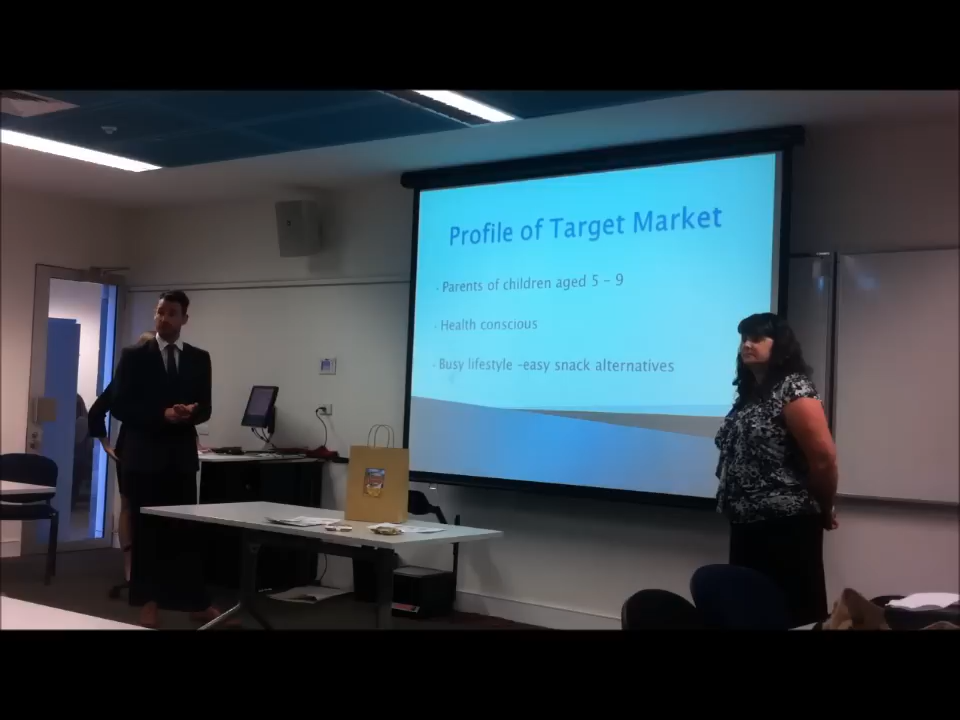 Profile of Target Market
Parents of children aged 5 – 9
Health conscious
Busy lifestyle –easy snack alternatives